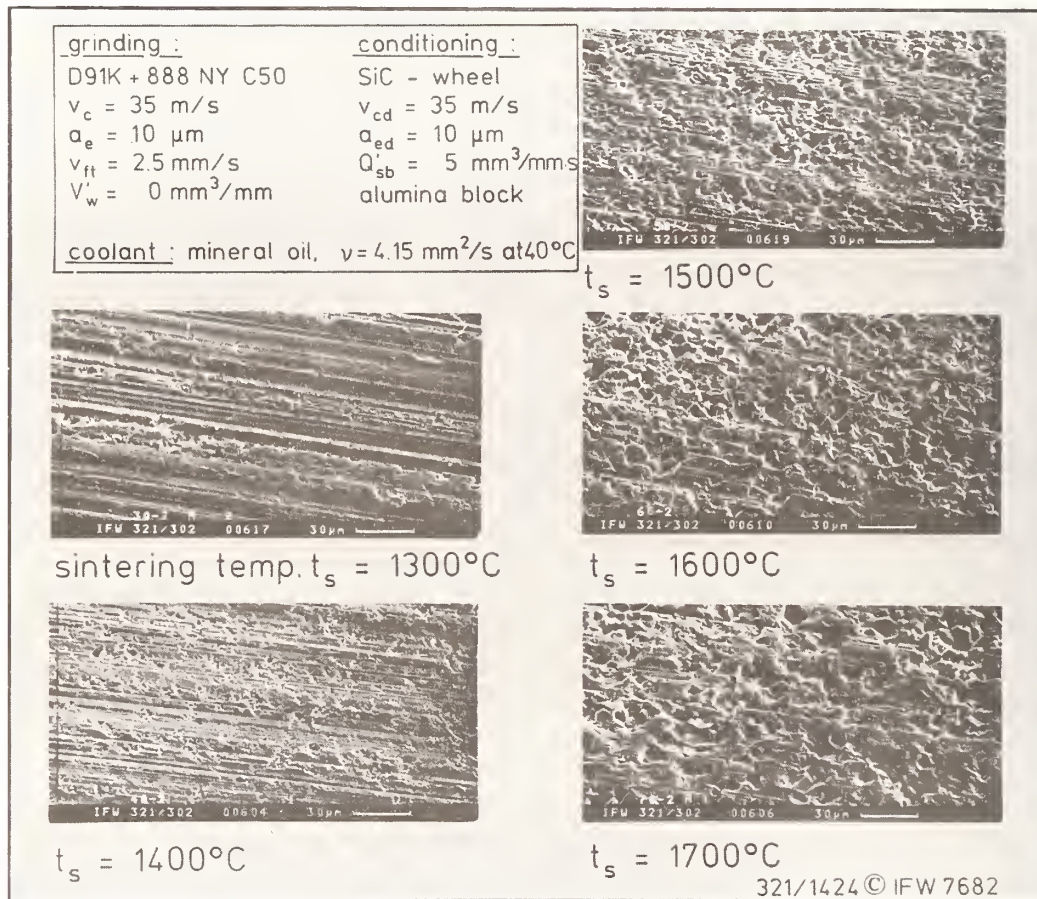 grinding :
D91K + 888 NY C50
v_c = 35 m/s
a_e = 10 µm
v_ft = 2.5 mm/s
V'_w = 0 mm³/mm
conditioning :
SiC - wheel
v_cd = 35 m/s
a_ed = 10 µm
Q'_sb = 5 mm³/mm·s
alumina block
coolant : mineral oil, ν = 4.15 mm²/s at 40°C
IFW 321/302 00619 30µm
t_s = 1500°C
IFW 321/302 00617 30µm
sintering temp. t_s = 1300°C
IFW 321/302 00610 30µm
t_s = 1600°C
IFW 321/302 00604 30µm
t_s = 1400°C
IFW 321/302 00606 30µm
t_s = 1700°C
321/1424 © IFW 7682